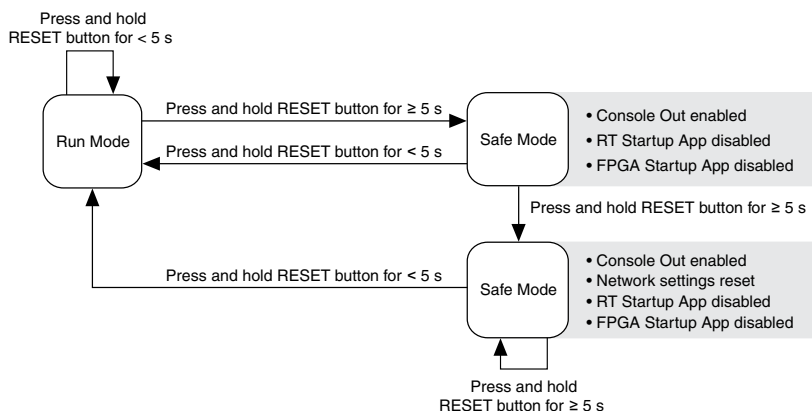 Press and hold
RESET button for < 5 s
Run Mode
Press and hold RESET button for ≥ 5 s
Press and hold RESET button for < 5 s
Safe Mode
• Console Out enabled
• RT Startup App disabled
• FPGA Startup App disabled
Press and hold RESET button for ≥ 5 s
Press and hold RESET button for < 5 s
Safe Mode
• Console Out enabled
• Network settings reset
• RT Startup App disabled
• FPGA Startup App disabled
Press and hold
RESET button for ≥ 5 s